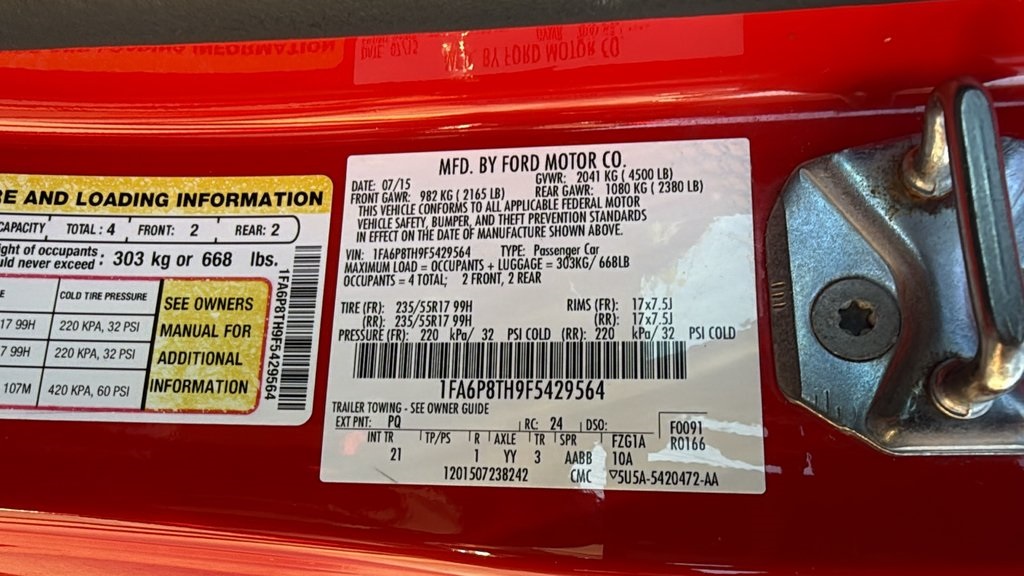 RE AND LOADING INFORMATION
CAPACITY TOTAL : 4 FRONT: 2 REAR: 2
ight of occupants
uld never exceed : 303 kg or 668 lbs.
E COLD TIRE PRESSURE
17 99H 220 KPA, 32 PSI
7 99H 220 KPA, 32 PSI
107M 420 KPA, 60 PSI
SEE OWNERS
MANUAL FOR
ADDITIONAL
INFORMATION
1FA6P8TH9F5429564
MFD. BY FORD MOTOR CO.
DATE: 07/15 GVWR: 2041 KG ( 4500 LB)
FRONT GAWR: 982 KG ( 2165 LB) REAR GAWR: 1080 KG ( 2380 LB)
THIS VEHICLE CONFORMS TO ALL APPLICABLE FEDERAL MOTOR
VEHICLE SAFETY, BUMPER, AND THEFT PREVENTION STANDARDS
IN EFFECT ON THE DATE OF MANUFACTURE SHOWN ABOVE.
VIN: 1FA6P8TH9F5429564 TYPE: Passenger Car
MAXIMUM LOAD = OCCUPANTS + LUGGAGE = 303KG/ 668LB
OCCUPANTS = 4 TOTAL; 2 FRONT, 2 REAR
TIRE (FR): 235/55R17 99H RIMS (FR): 17x7.5J
(RR): 235/55R17 99H (RR): 17x7.5J
PRESSURE (FR): 220 kPa/ 32 PSI COLD (RR): 220 kPa/ 32 PSI COLD
1FA6P8TH9F5429564
TRAILER TOWING - SEE OWNER GUIDE
EXT PNT: PQ RC: 24 DSO: F0091
R0166
INT TR TP/PS R AXLE TR SPR FZG1A
21 1 YY 3 AABB 10A
1201507238242 CMC ▽5U5A-5420472-AA